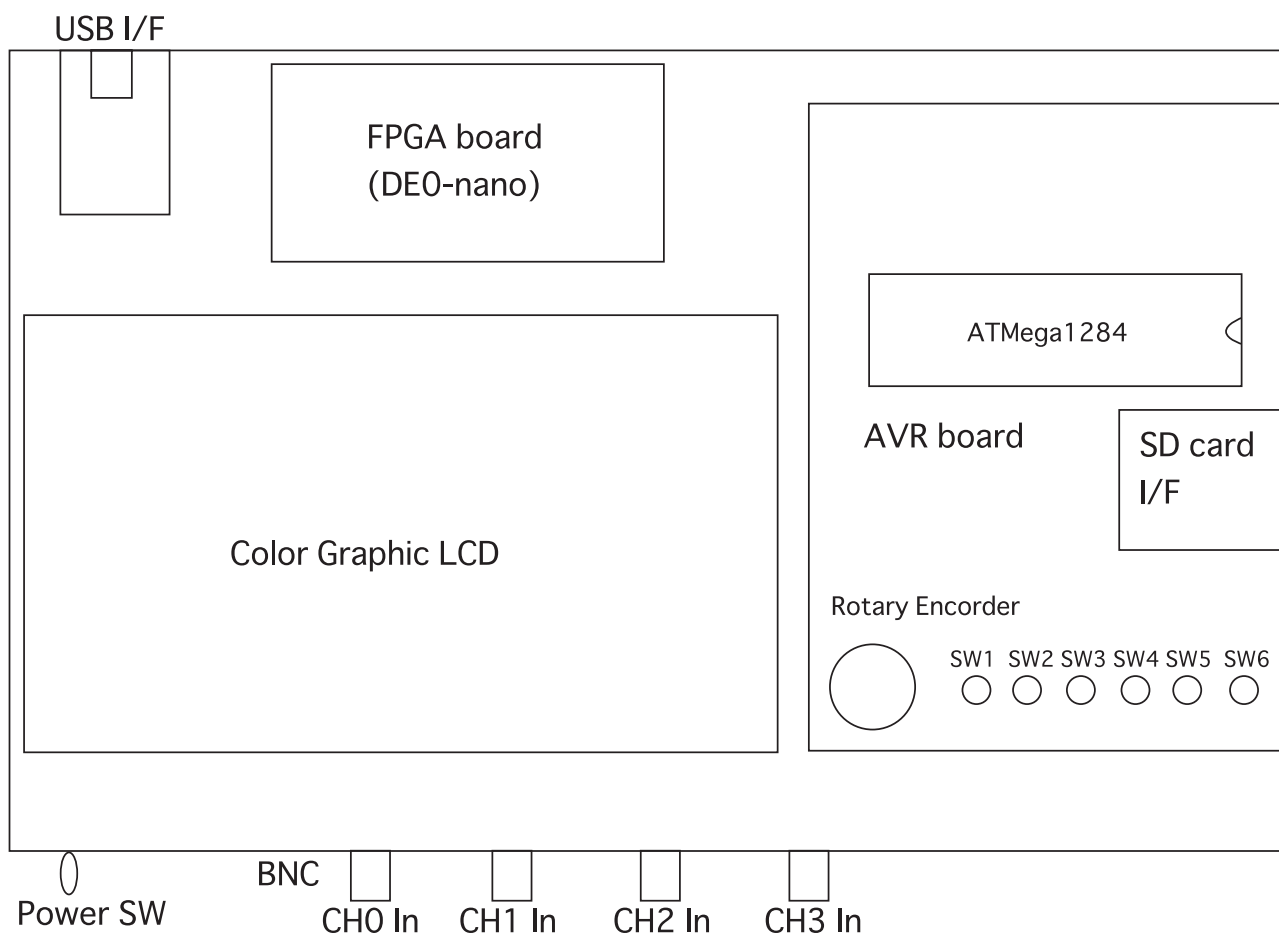 USB I/F
FPGA board
(DE0-nano)
ATMega1284
AVR board
SD card
I/F
Color Graphic LCD
Rotary Encorder
SW1 SW2 SW3 SW4 SW5 SW6
BNC
Power SW
CH0 In CH1 In CH2 In CH3 In